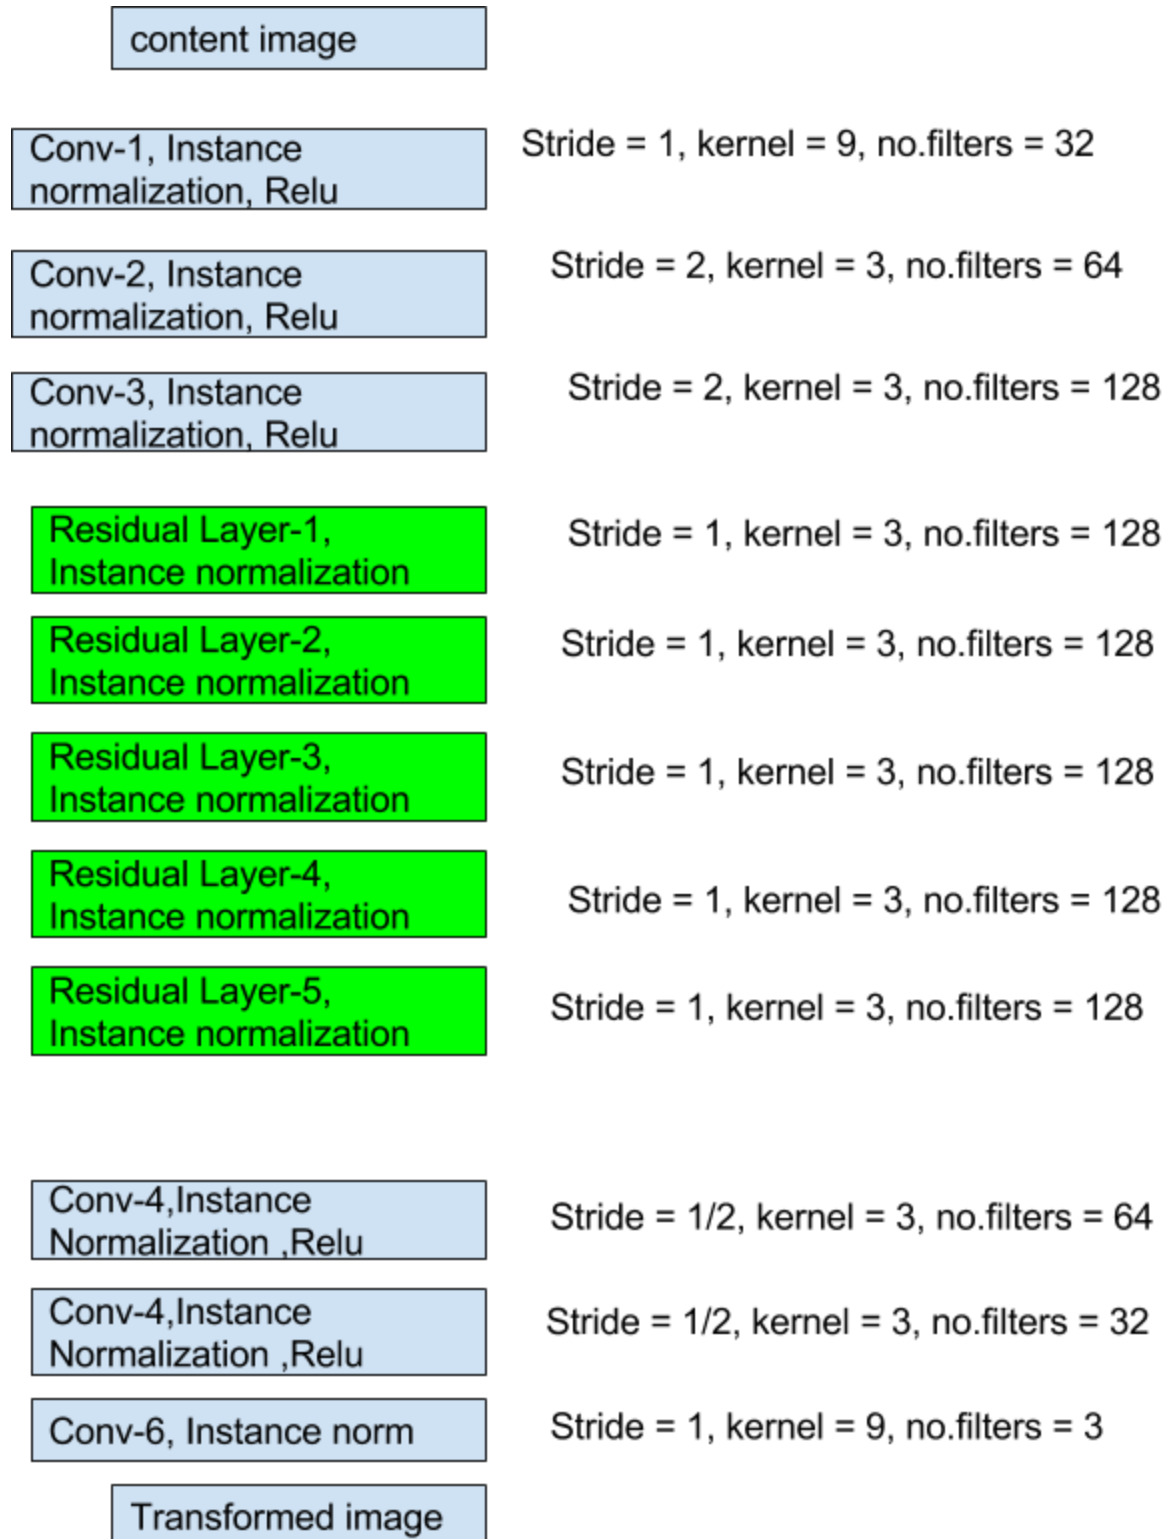 content image
Conv-1, Instance
normalization, Relu
Stride = 1, kernel = 9, no.filters = 32
Conv-2, Instance
normalization, Relu
Stride = 2, kernel = 3, no.filters = 64
Conv-3, Instance
normalization, Relu
Stride = 2, kernel = 3, no.filters = 128
Residual Layer-1,
Instance normalization
Stride = 1, kernel = 3, no.filters = 128
Residual Layer-2,
Instance normalization
Stride = 1, kernel = 3, no.filters = 128
Residual Layer-3,
Instance normalization
Stride = 1, kernel = 3, no.filters = 128
Residual Layer-4,
Instance normalization
Stride = 1, kernel = 3, no.filters = 128
Residual Layer-5,
Instance normalization
Stride = 1, kernel = 3, no.filters = 128
Conv-4,Instance
Normalization ,Relu
Stride = 1/2, kernel = 3, no.filters = 64
Conv-4,Instance
Normalization ,Relu
Stride = 1/2, kernel = 3, no.filters = 32
Conv-6, Instance norm
Stride = 1, kernel = 9, no.filters = 3
Transformed image